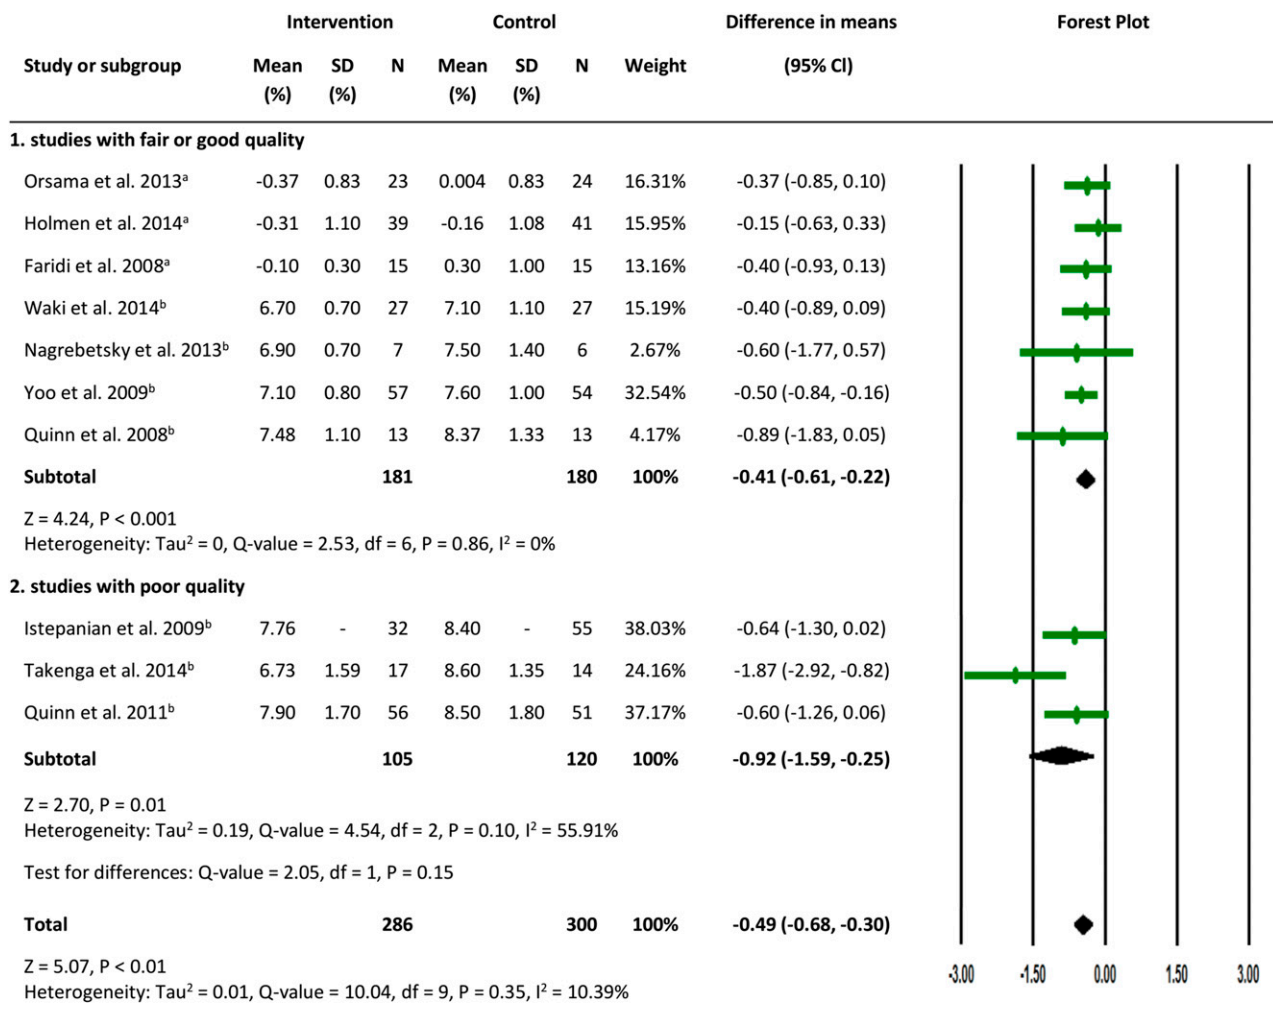 Intervention Control Difference in means Forest Plot
Study or subgroup Mean SD N Mean SD N Weight (95% CI)
(%) (%) (%) (%)
1. studies with fair or good quality
Orsama et al. 2013ᵃ -0.37 0.83 23 0.004 0.83 24 16.31% -0.37 (-0.85, 0.10)
Holmen et al. 2014ᵃ -0.31 1.10 39 -0.16 1.08 41 15.95% -0.15 (-0.63, 0.33)
Faridi et al. 2008ᵃ -0.10 0.30 15 0.30 1.00 15 13.16% -0.40 (-0.93, 0.13)
Waki et al. 2014ᵇ 6.70 0.70 27 7.10 1.10 27 15.19% -0.40 (-0.89, 0.09)
Nagrebetsky et al. 2013ᵇ 6.90 0.70 7 7.50 1.40 6 2.67% -0.60 (-1.77, 0.57)
Yoo et al. 2009ᵇ 7.10 0.80 57 7.60 1.00 54 32.54% -0.50 (-0.84, -0.16)
Quinn et al. 2008ᵇ 7.48 1.10 13 8.37 1.33 13 4.17% -0.89 (-1.83, 0.05)
Subtotal 181 180 100% -0.41 (-0.61, -0.22)
Z = 4.24, P < 0.001
Heterogeneity: Tau² = 0, Q-value = 2.53, df = 6, P = 0.86, I² = 0%
2. studies with poor quality
Istepanian et al. 2009ᵇ 7.76 - 32 8.40 - 55 38.03% -0.64 (-1.30, 0.02)
Takenga et al. 2014ᵇ 6.73 1.59 17 8.60 1.35 14 24.16% -1.87 (-2.92, -0.82)
Quinn et al. 2011ᵇ 7.90 1.70 56 8.50 1.80 51 37.17% -0.60 (-1.26, 0.06)
Subtotal 105 120 100% -0.92 (-1.59, -0.25)
Z = 2.70, P = 0.01
Heterogeneity: Tau² = 0.19, Q-value = 4.54, df = 2, P = 0.10, I² = 55.91%
Test for differences: Q-value = 2.05, df = 1, P = 0.15
Total 286 300 100% -0.49 (-0.68, -0.30)
Z = 5.07, P < 0.01
Heterogeneity: Tau² = 0.01, Q-value = 10.04, df = 9, P = 0.35, I² = 10.39%
-3.00 -1.50 0.00 1.50 3.00